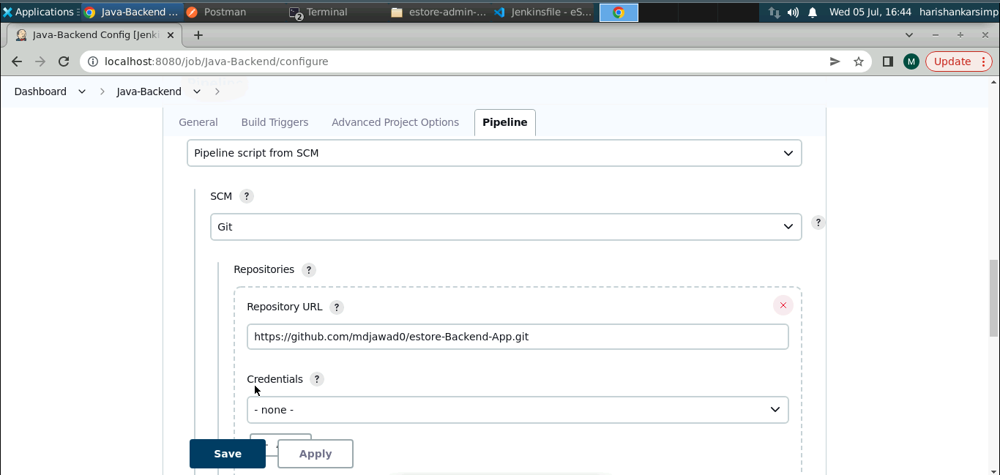 Applications
Java-Backend ...
Postman
2
Terminal
estore-admin-...
Jenkinsfile - eS...
Wed 05 Jul, 16:44
harishankarsimp
Java-Backend Config [Jenki
localhost:8080/job/Java-Backend/configure
M
Update
Pipeline
Dashboard
Java-Backend
General
Build Triggers
Advanced Project Options
Pipeline
Pipeline script from SCM
SCM ?
Git
?
Repositories ?
Repository URL ?
https://github.com/mdjawad0/estore-Backend-App.git
Credentials ?
- none -
Save
Apply